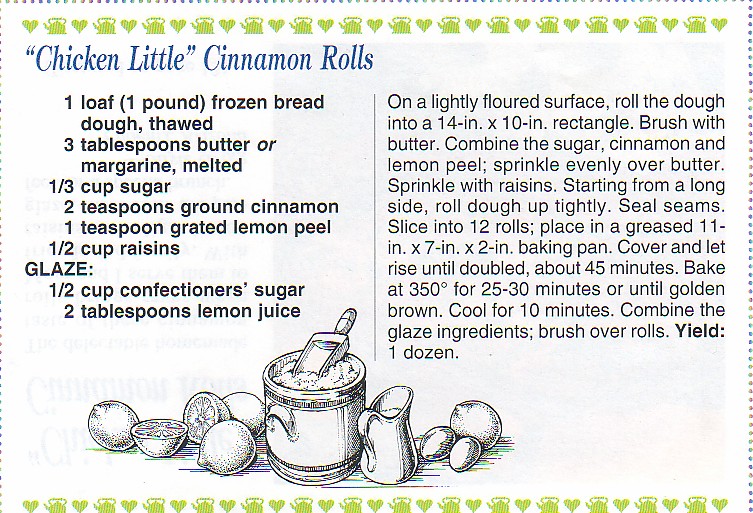 “Chicken Little” Cinnamon Rolls
1 loaf (1 pound) frozen bread
dough, thawed
3 tablespoons butter or
margarine, melted
1/3 cup sugar
2 teaspoons ground cinnamon
1 teaspoon grated lemon peel
1/2 cup raisins
GLAZE:
1/2 cup confectioners’ sugar
2 tablespoons lemon juice
On a lightly floured surface, roll the dough
into a 14-in. x 10-in. rectangle. Brush with
butter. Combine the sugar, cinnamon and
lemon peel; sprinkle evenly over butter.
Sprinkle with raisins. Starting from a long
side, roll dough up tightly. Seal seams.
Slice into 12 rolls; place in a greased 11-
in. x 7-in. x 2-in. baking pan. Cover and let
rise until doubled, about 45 minutes. Bake
at 350° for 25-30 minutes or until golden
brown. Cool for 10 minutes. Combine the
glaze ingredients; brush over rolls. Yield:
1 dozen.